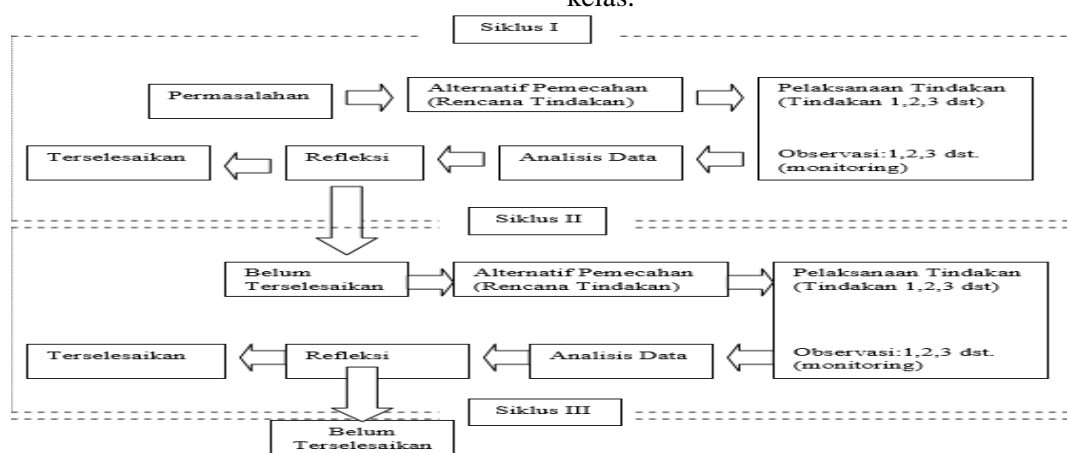 kelas.
Siklus I
Permasalahan
Alternatif Pemecahan
(Rencana Tindakan)
Pelaksanaan Tindakan
(Tindakan 1,2,3 dst)
Terselesaikan
Refleksi
Analisis Data
Observasi:1,2,3 dst.
(monitoring)
Siklus II
Belum
Terselesaikan
Alternatif Pemecahan
(Rencana Tindakan)
Pelaksanaan Tindakan
(Tindakan 1,2,3 dst)
Terselesaikan
Refleksi
Analisis Data
Observasi:1,2,3 dst.
(monitoring)
Siklus III
Belum
Terselesaikan